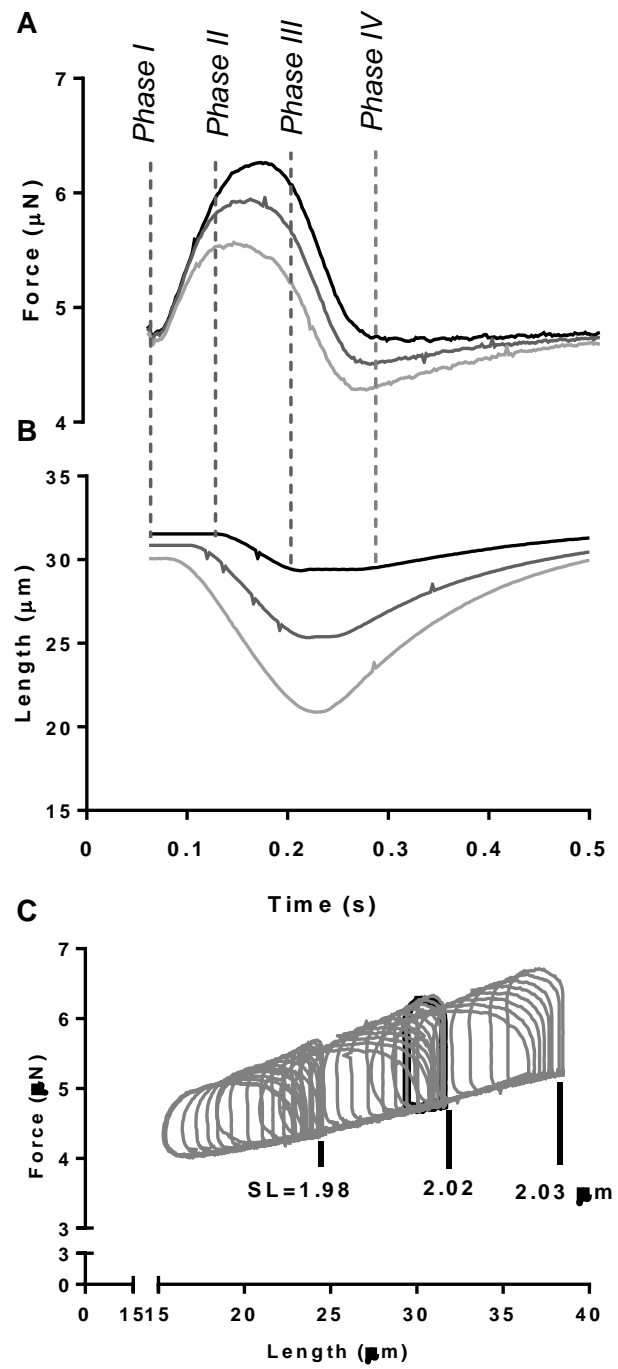 A
Phase I
Phase II
Phase III
Phase IV
7
6
5
4
Force (μN)
B
35
30
25
20
15
Length (μm)
0 0.1 0.2 0.3 0.4 0.5
Time (s)
C
7
6
5
4
3
3
0
Force (μN)
SL=1.98
2.02
2.03 μm
0 15 15 20 25 30 35 40
Length (μm)